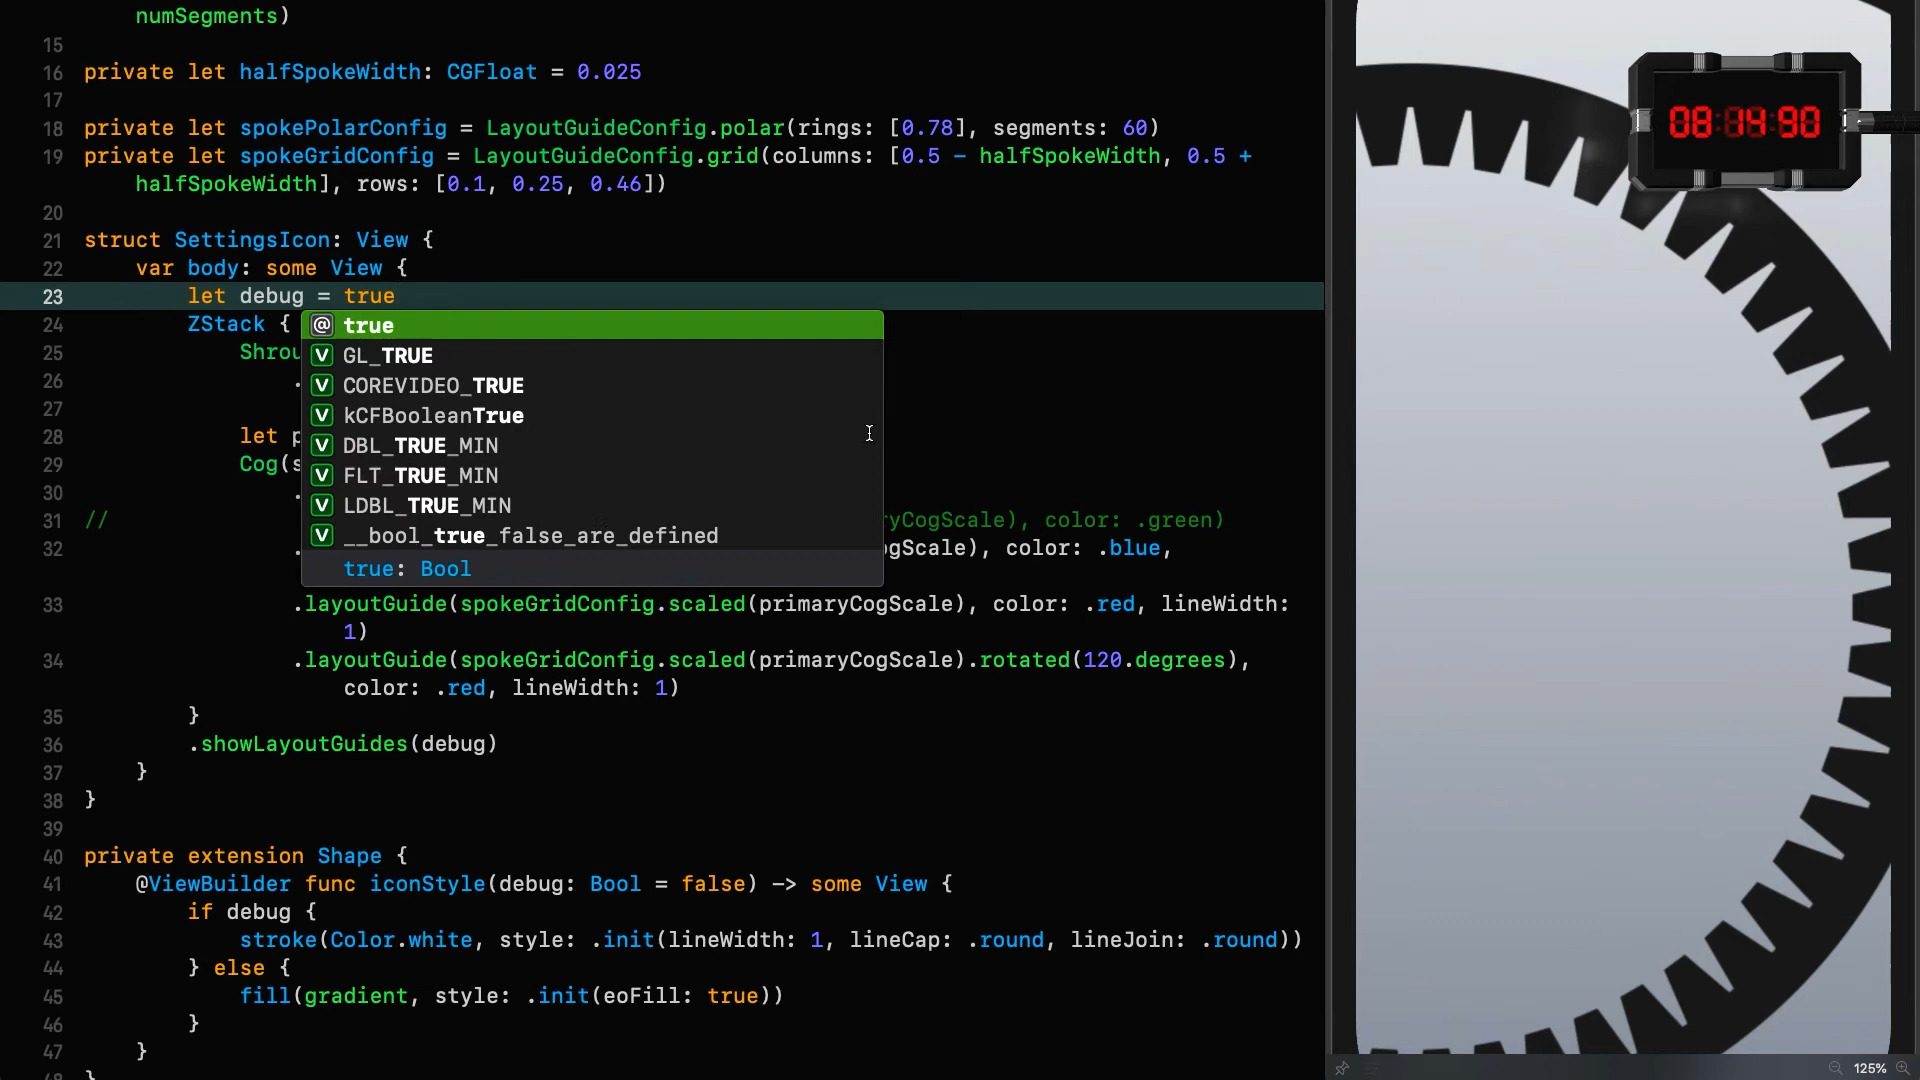 numSegments)
15
16 private let halfSpokeWidth: CGFloat = 0.025
17
18 private let spokePolarConfig = LayoutGuideConfig.polar(rings: [0.78], segments: 60)
19 private let spokeGridConfig = LayoutGuideConfig.grid(columns: [0.5 - halfSpokeWidth, 0.5 +
halfSpokeWidth], rows: [0.1, 0.25, 0.46])
20
21 struct SettingsIcon: View {
22 var body: some View {
23 let debug = true
24 ZStack {
25 Shrou
26 .
27
28 let p
29 Cog(s
30 .
31 // yCogScale), color: .green)
32 . ogScale), color: .blue,
@ true
V GL_TRUE
V COREVIDEO_TRUE
V kCFBooleanTrue
V DBL_TRUE_MIN
V FLT_TRUE_MIN
V LDBL_TRUE_MIN
V __bool_true_false_are_defined
true: Bool
33 .layoutGuide(spokeGridConfig.scaled(primaryCogScale), color: .red, lineWidth:
1)
34 .layoutGuide(spokeGridConfig.scaled(primaryCogScale).rotated(120.degrees),
color: .red, lineWidth: 1)
35 }
36 .showLayoutGuides(debug)
37 }
38 }
39
40 private extension Shape {
41 @ViewBuilder func iconStyle(debug: Bool = false) -> some View {
42 if debug {
43 stroke(Color.white, style: .init(lineWidth: 1, lineCap: .round, lineJoin: .round))
44 } else {
45 fill(gradient, style: .init(eoFill: true))
46 }
47 }
125%